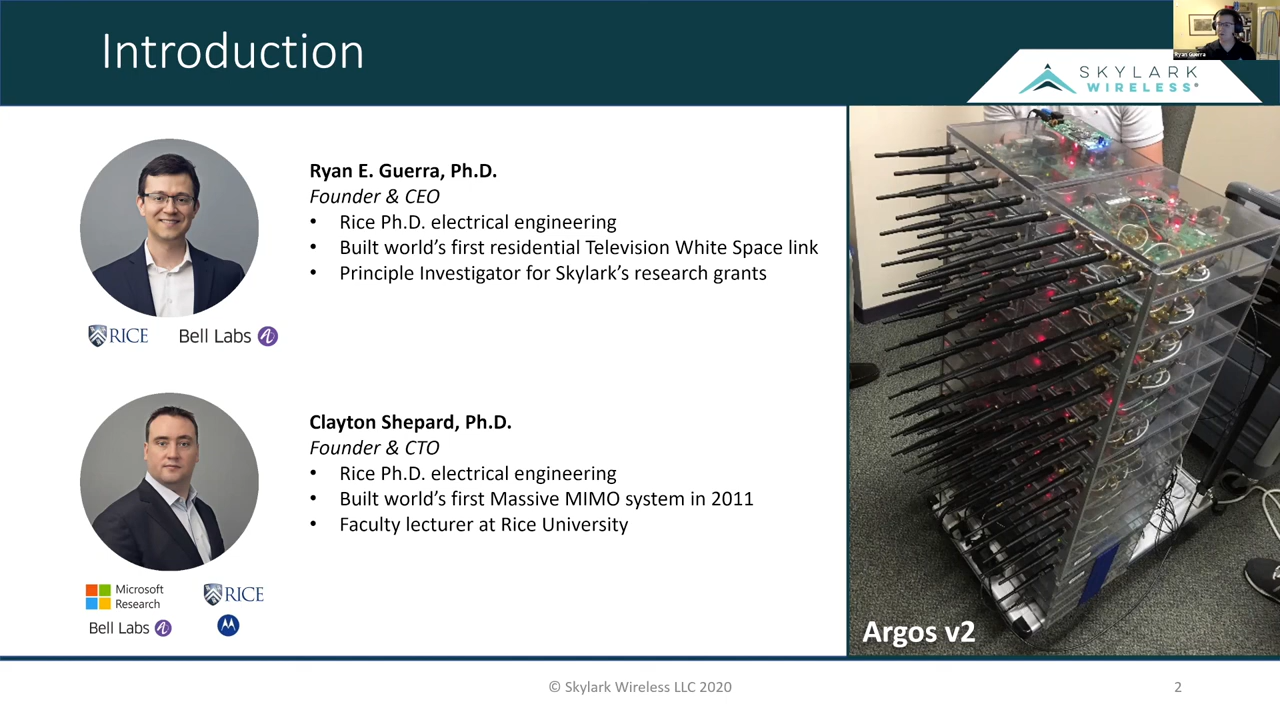 Introduction
Ryan Guerra
SKYLARK
WIRELESS®
Ryan E. Guerra, Ph.D.
Founder & CEO
• Rice Ph.D. electrical engineering
• Built world's first residential Television White Space link
• Principle Investigator for Skylark's research grants
RICE
Bell Labs
Clayton Shepard, Ph.D.
Founder & CTO
• Rice Ph.D. electrical engineering
• Built world's first Massive MIMO system in 2011
• Faculty lecturer at Rice University
Microsoft
Research
RICE
Bell Labs
Argos v2
© Skylark Wireless LLC 2020
2